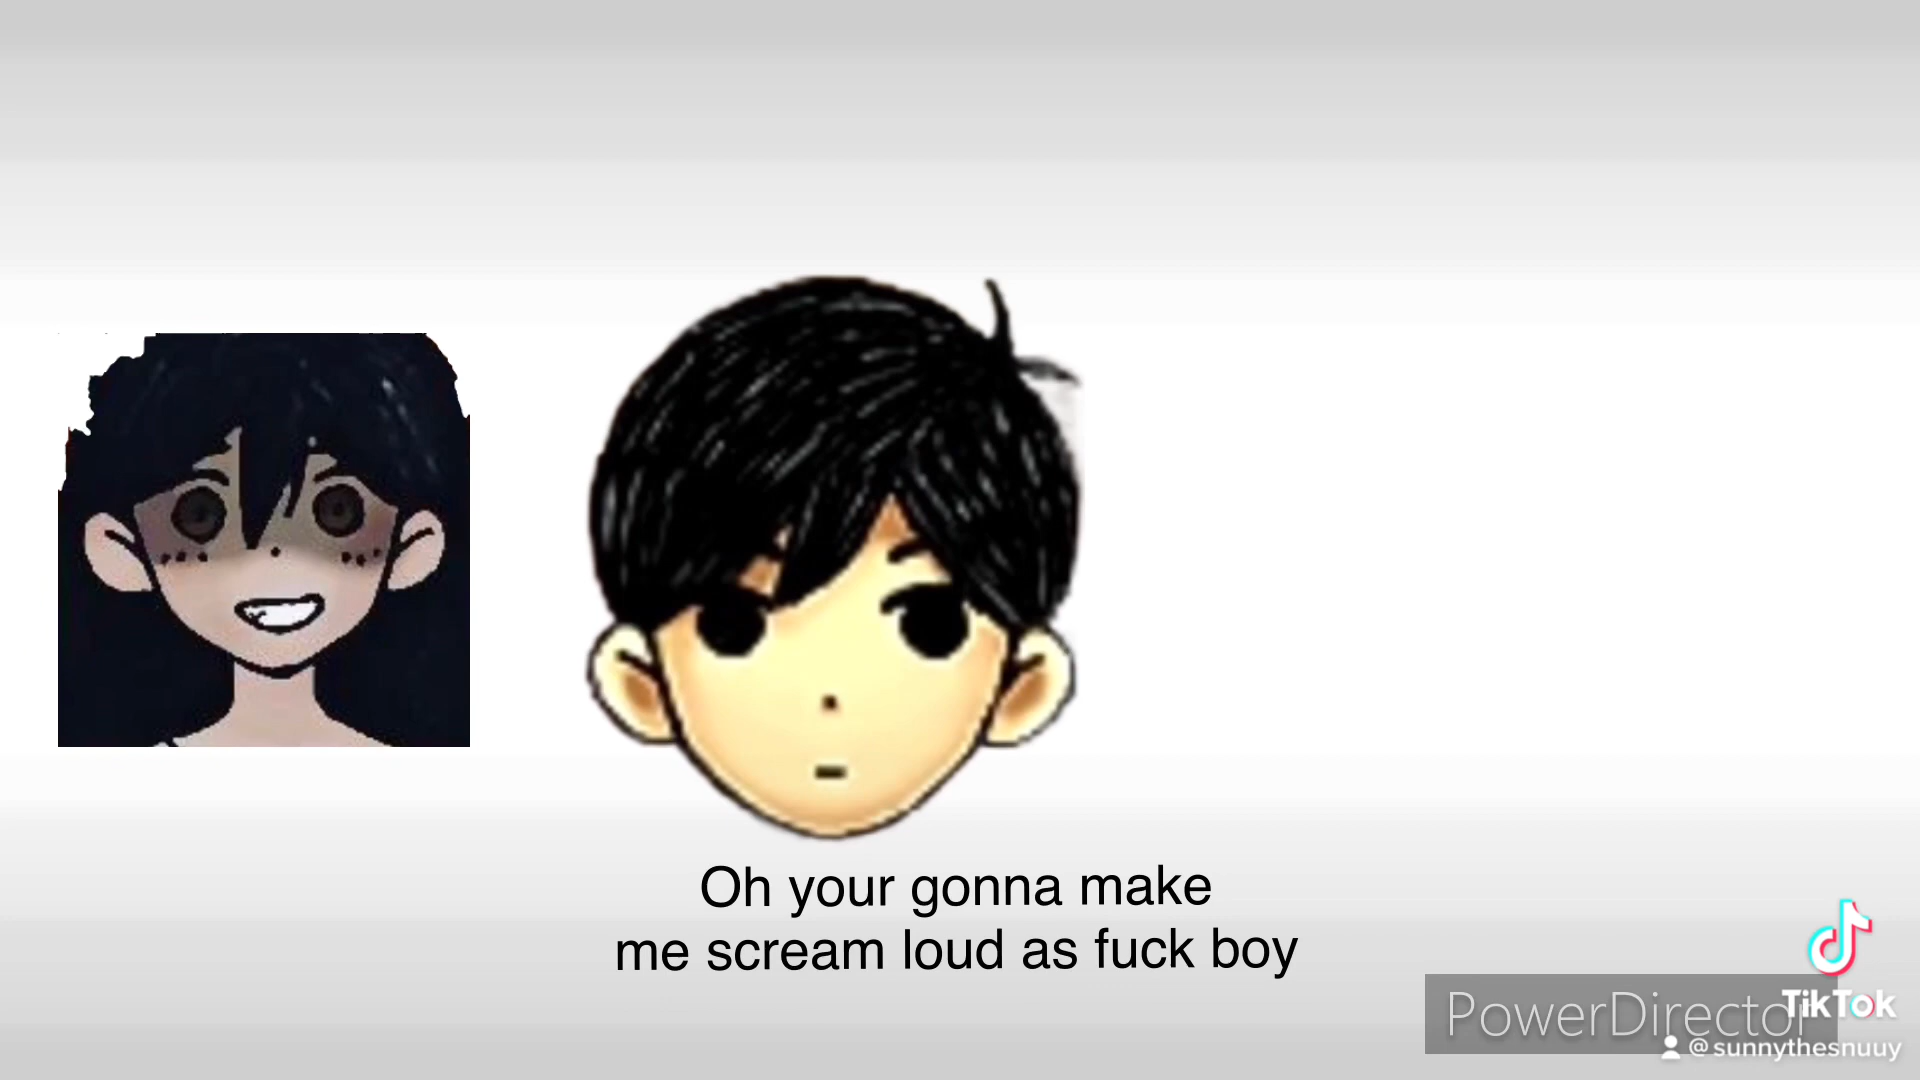 Oh your gonna make
me scream loud as fuck boy
PowerDirector
TikTok
@sunnythesnuuy